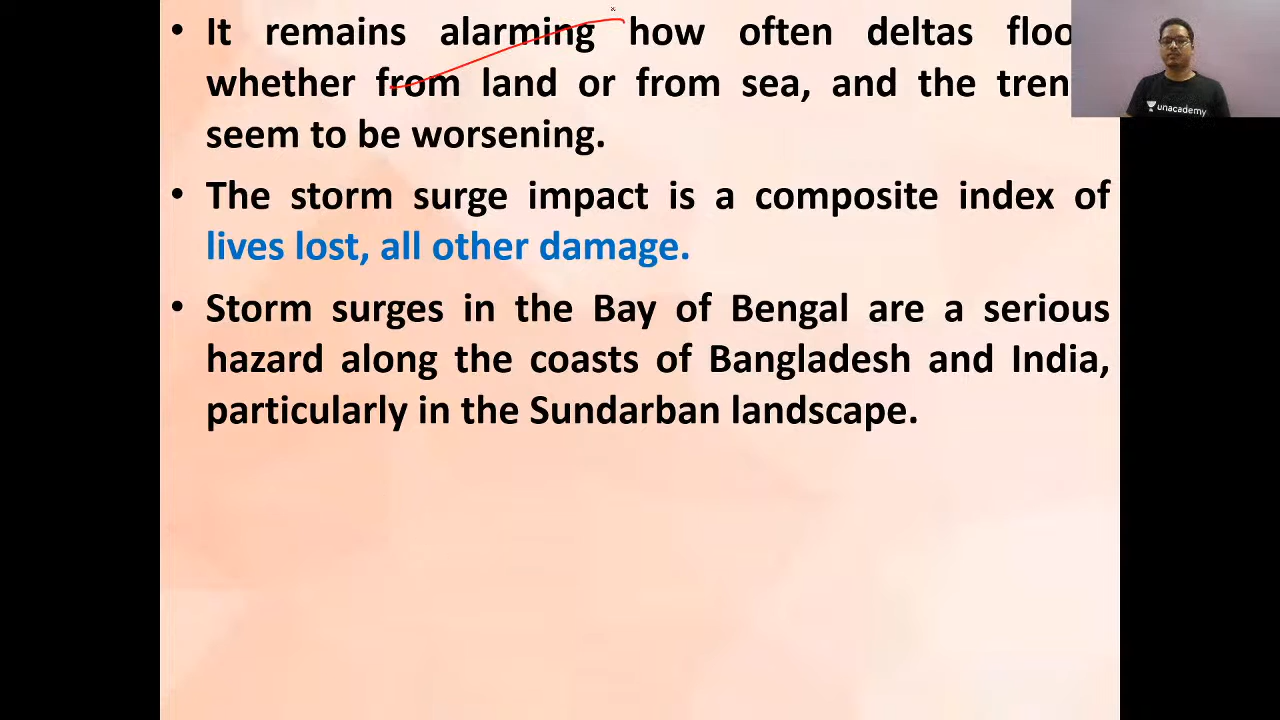 • It remains alarming how often deltas floo
whether from land or from sea, and the tren
seem to be worsening.
• The storm surge impact is a composite index of
lives lost, all other damage.
• Storm surges in the Bay of Bengal are a serious
hazard along the coasts of Bangladesh and India,
particularly in the Sundarban landscape.
unacademy